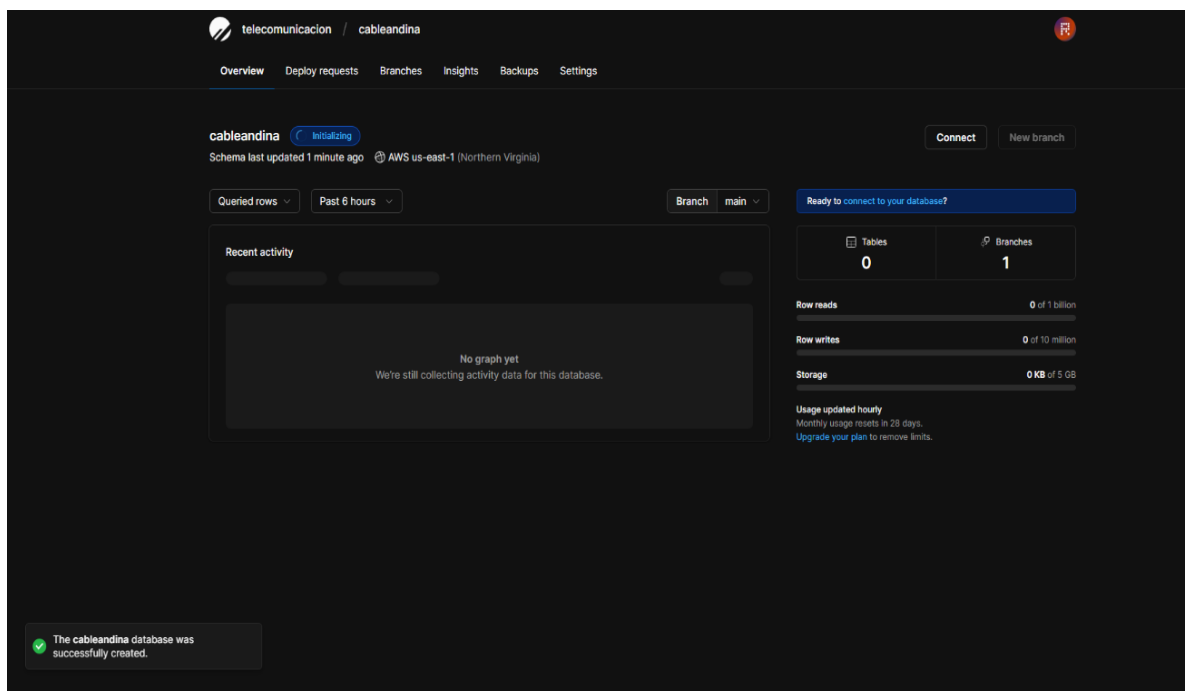 telecomunicacion / cableandina
Overview Deploy requests Branches Insights Backups Settings
cableandina Initializing
Connect New branch
Schema last updated 1 minute ago AWS us-east-1 (Northern Virginia)
Queried rows Past 6 hours Branch main
Ready to connect to your database?
Recent activity
Tables Branches
0 1
No graph yet
We're still collecting activity data for this database.
Row reads 0 of 1 billion
Row writes 0 of 10 million
Storage 0 KB of 5 GB
Usage updated hourly
Monthly usage resets in 28 days.
Upgrade your plan to remove limits.
The cableandina database was
successfully created.